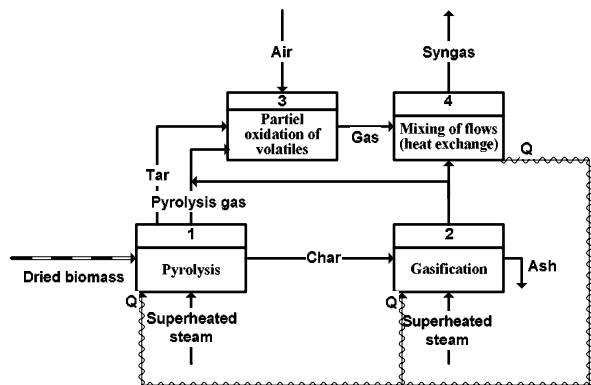 Air
Syngas
3
Partiel
oxidation of
volatiles
4
Mixing of flows
(heat exchange)
Gas
Q
Tar
Pyrolysis gas
1
Pyrolysis
2
Gasification
Char
Ash
Dried biomass
Q
Superheated
steam
Q
Superheated
steam